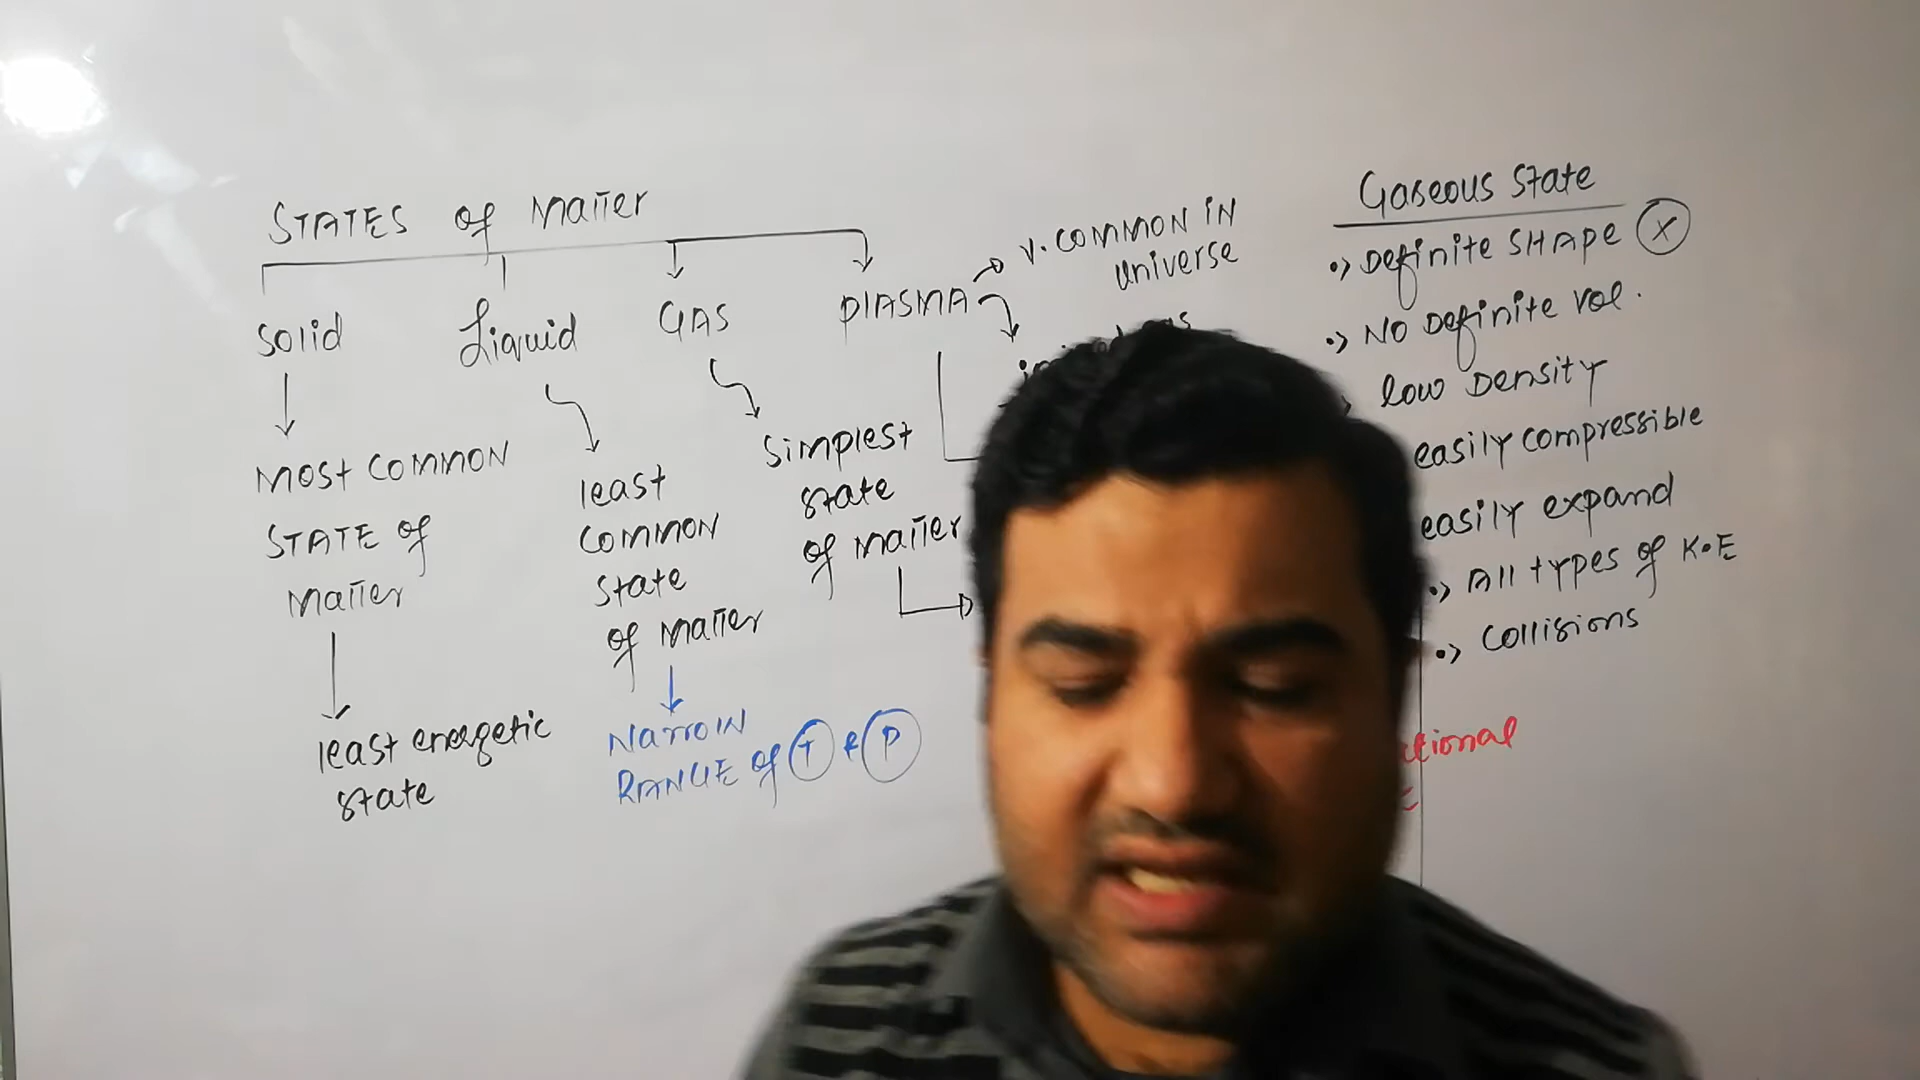 STATES of Matter
Solid
Liquid
GAS
PLASMA
V. COMMON IN
Universe
MOST COMMON
STATE of
Matter
least energetic
state
least
COMMON
state
of matter
Narrow
RANGE of T & P
Simplest
state
of matter
Gaseous State
Definite SHAPE X
No Definite Vol.
low Density
easily compressible
easily expand
All types of K.E
Collisions